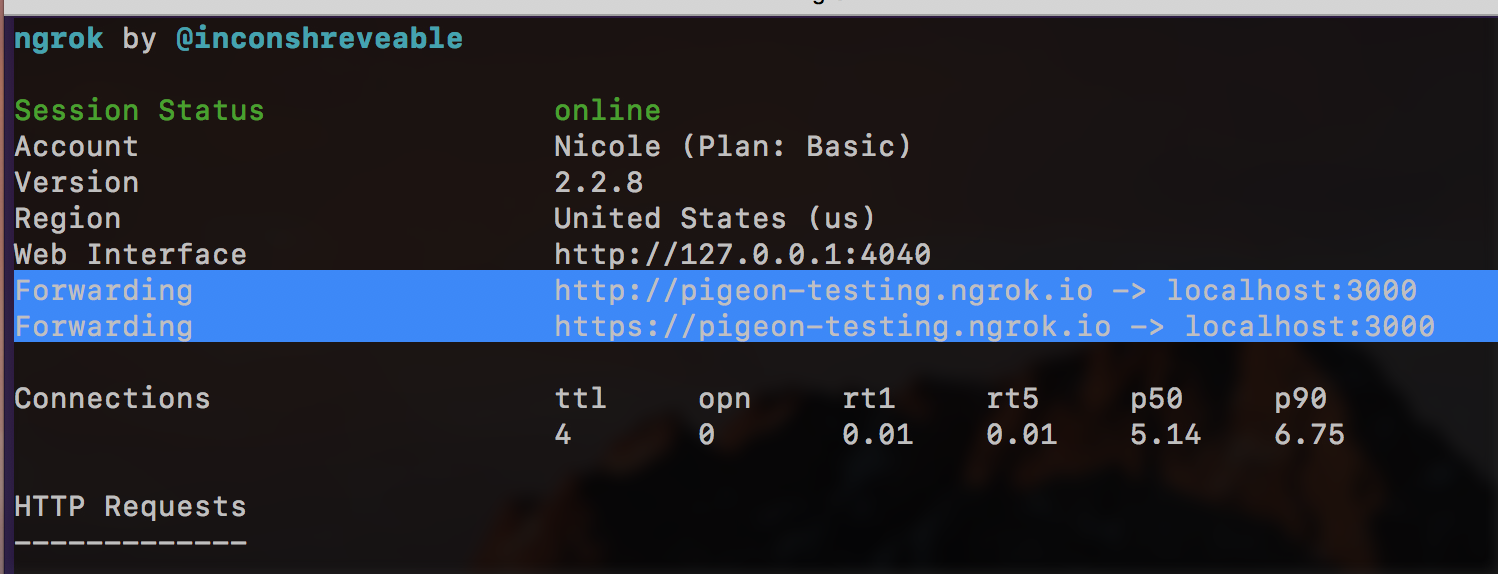 ngrok by @inconshreveable
Session Status online
Account Nicole (Plan: Basic)
Version 2.2.8
Region United States (us)
Web Interface http://127.0.0.1:4040
Forwarding http://pigeon-testing.ngrok.io -> localhost:3000
Forwarding https://pigeon-testing.ngrok.io -> localhost:3000
Connections ttl opn rt1 rt5 p50 p90
4 0 0.01 0.01 5.14 6.75
HTTP Requests
-------------